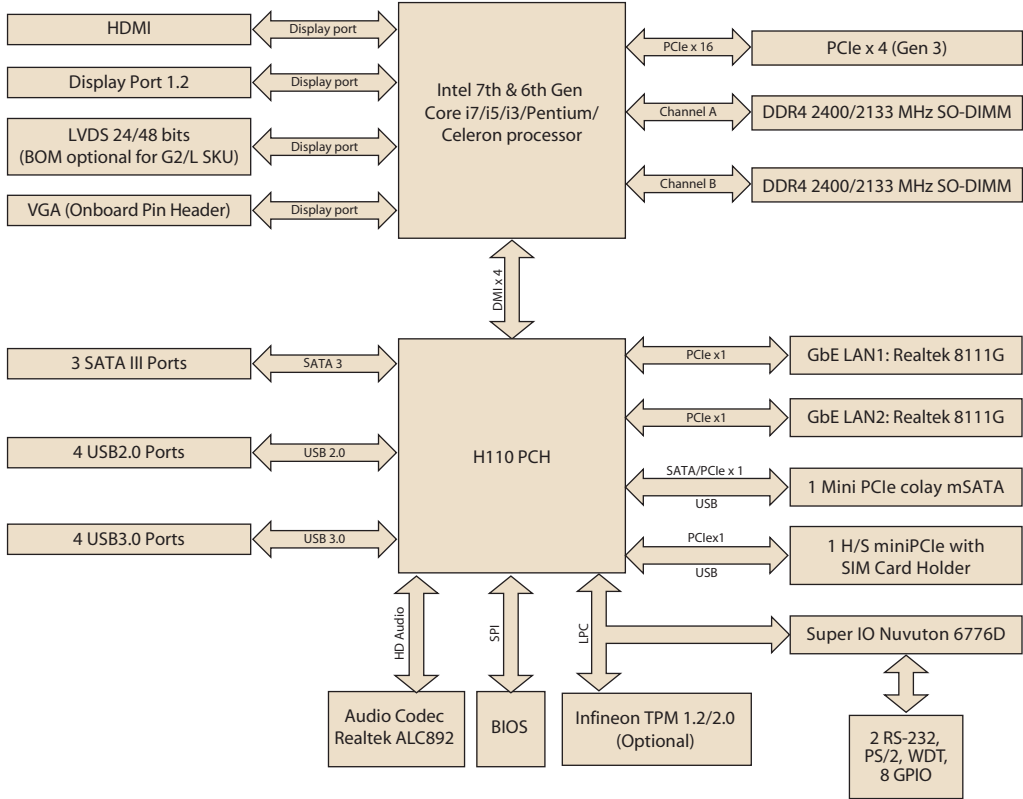 HDMI
Display port
Display Port 1.2
Display port
LVDS 24/48 bits
(BOM optional for G2/L SKU)
Display port
VGA (Onboard Pin Header)
Display port
Intel 7th & 6th Gen
Core i7/i5/i3/Pentium/
Celeron processor
PCIe x 16
PCIe x 4 (Gen 3)
Channel A
DDR4 2400/2133 MHz SO-DIMM
Channel B
DDR4 2400/2133 MHz SO-DIMM
DMI x 4
3 SATA III Ports
SATA 3
4 USB2.0 Ports
USB 2.0
4 USB3.0 Ports
USB 3.0
H110 PCH
PCIe x1
GbE LAN1: Realtek 8111G
PCIe x1
GbE LAN2: Realtek 8111G
SATA/PCIe x 1
USB
1 Mini PCIe colay mSATA
PCIex1
USB
1 H/S miniPCIe with
SIM Card Holder
HD Audio
SPI
LPC
Super IO Nuvuton 6776D
Audio Codec
Realtek ALC892
BIOS
Infineon TPM 1.2/2.0
(Optional)
2 RS-232,
PS/2, WDT,
8 GPIO